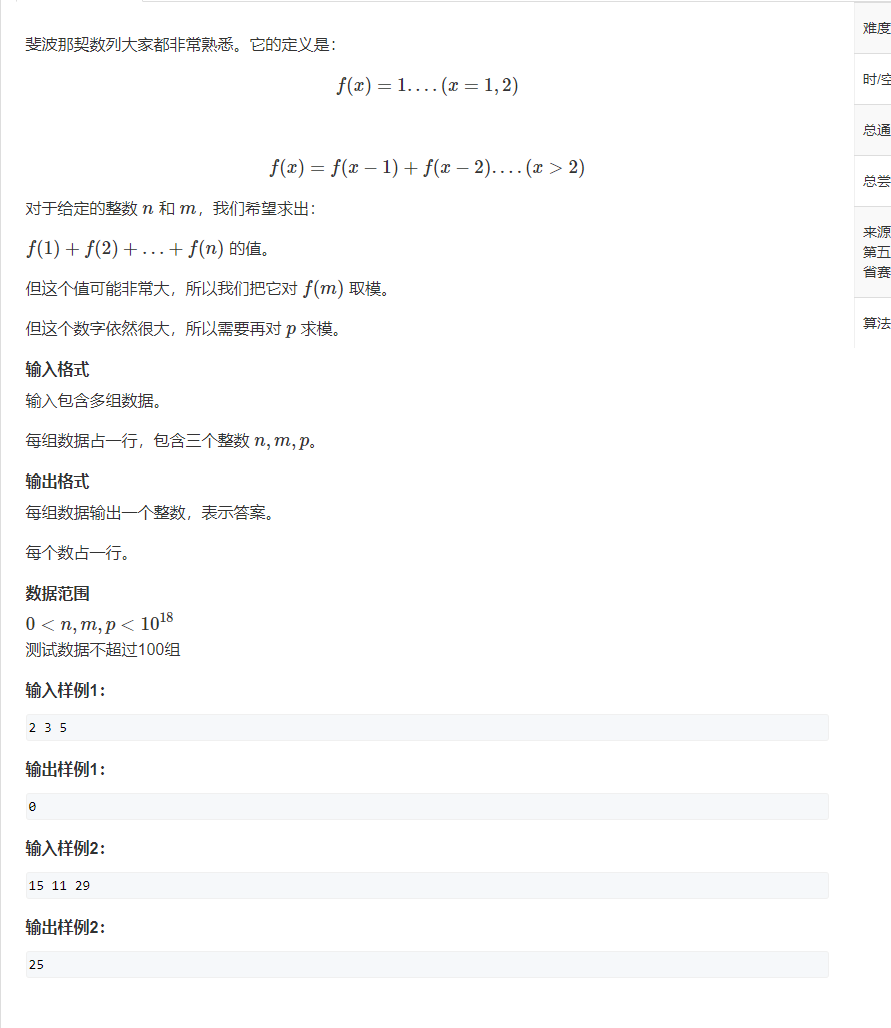 斐波那契数列大家都非常熟悉。它的定义是：
f(x) = 1....(x = 1, 2)
f(x) = f(x − 1) + f(x − 2)....(x > 2)
对于给定的整数 n 和 m，我们希望求出：
f(1) + f(2) + ... + f(n) 的值。
但这个值可能非常大，所以我们把它对 f(m) 取模。
但这个数字依然很大，所以需要再对 p 求模。
输入格式
输入包含多组数据。
每组数据占一行，包含三个整数 n, m, p。
输出格式
每组数据输出一个整数，表示答案。
每个数占一行。
数据范围
0 < n, m, p < 10^18
测试数据不超过100组
输入样例1：
2 3 5
输出样例1：
0
输入样例2：
15 11 29
输出样例2：
25
难度
时/空
总通
总尝
来源
第五
省赛
算法